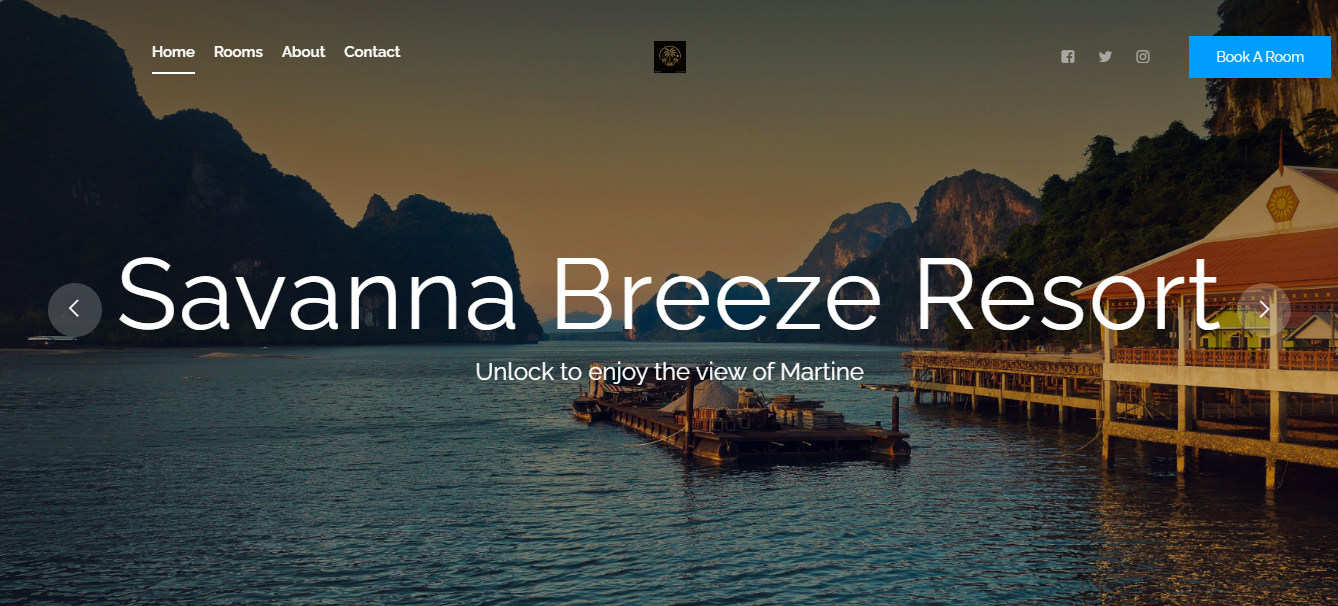 Home Rooms About Contact
Book A Room
Savanna Breeze Resort
Unlock to enjoy the view of Martine